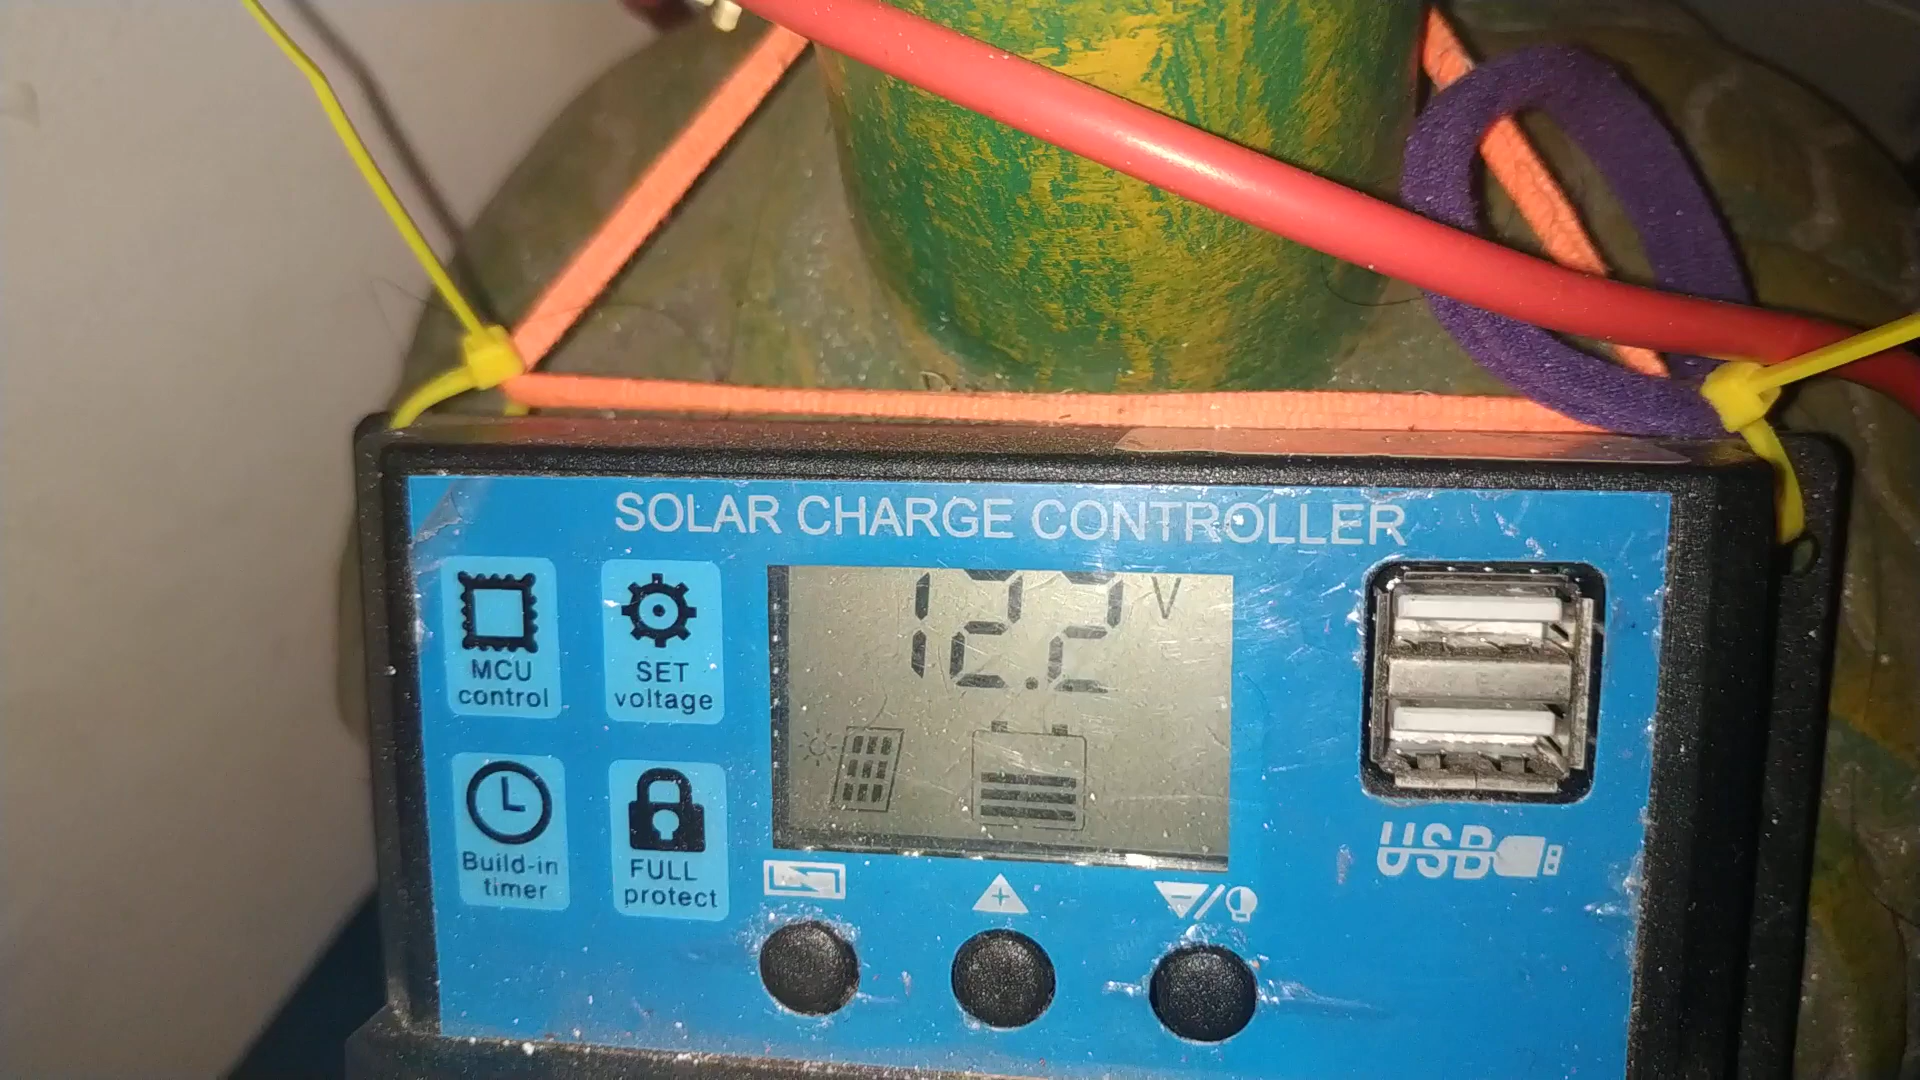 SOLAR CHARGE CONTROLLER
12.2 V
MCU
control
SET
voltage
Build-in
timer
FULL
protect
USB